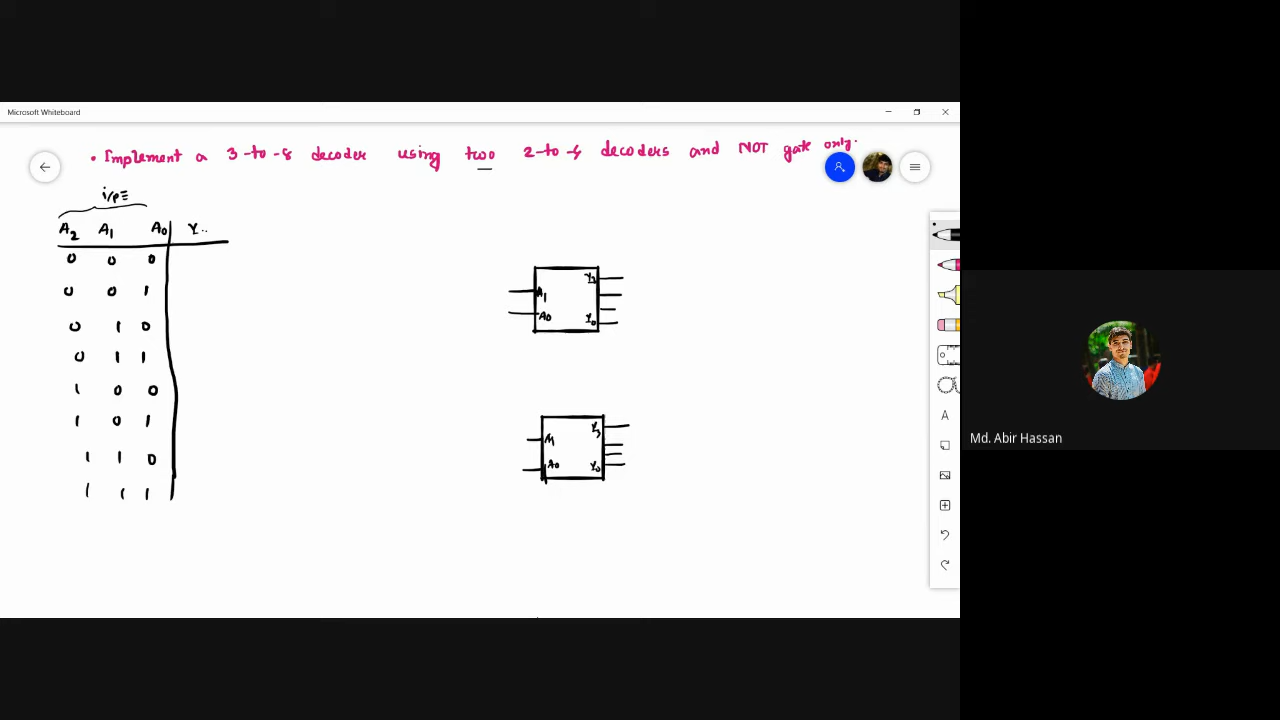 Microsoft Whiteboard
• Implement a 3-to-8 decoder using two 2-to-4 decoders and NOT gate only.
i/p
A2 A1 A0 Y..
0 0 0
0 0 1
0 1 0
0 1 1
1 0 0
1 0 1
1 1 0
1 1 1
Y3
A1
A0 Y0
Y3
A1
A0 Y0
A
Md. Abir Hassan